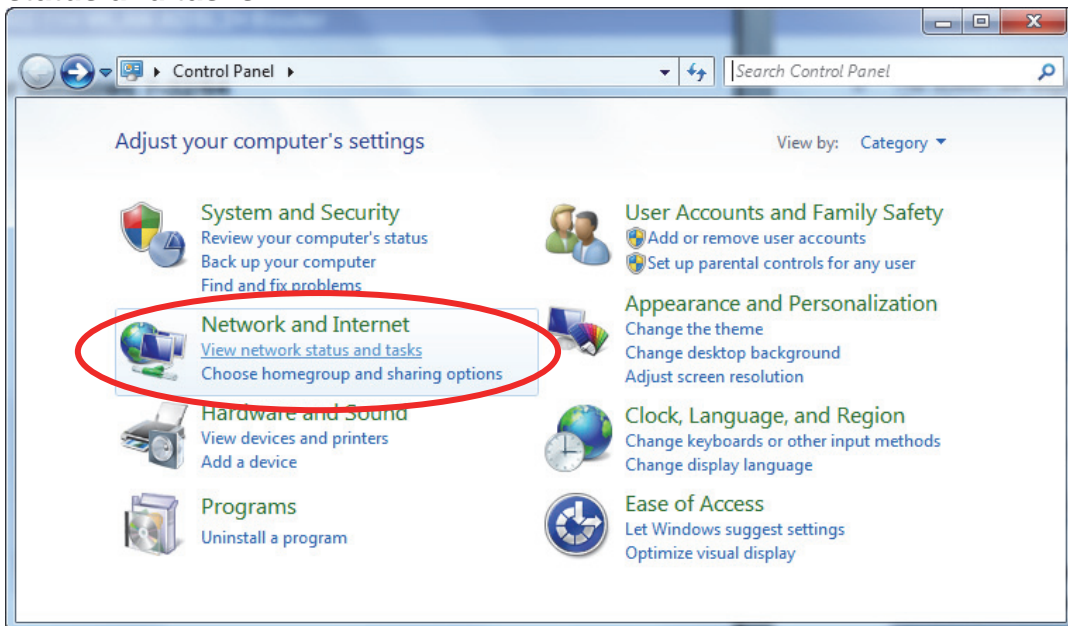 Control Panel
Search Control Panel
Adjust your computer's settings
View by: Category
System and Security
Review your computer's status
Back up your computer
Find and fix problems
Network and Internet
View network status and tasks
Choose homegroup and sharing options
Hardware and Sound
View devices and printers
Add a device
Programs
Uninstall a program
User Accounts and Family Safety
Add or remove user accounts
Set up parental controls for any user
Appearance and Personalization
Change the theme
Change desktop background
Adjust screen resolution
Clock, Language, and Region
Change keyboards or other input methods
Change display language
Ease of Access
Let Windows suggest settings
Optimize visual display